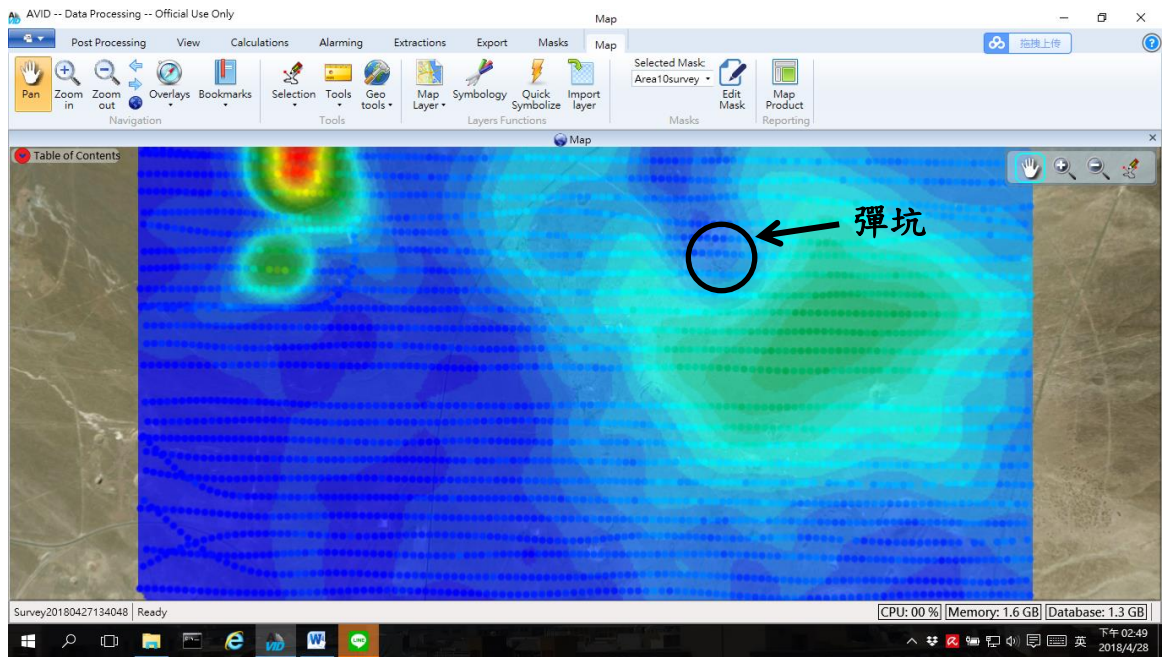 AVID -- Data Processing -- Official Use Only
Map
Post Processing View Calculations Alarming Extractions Export Masks Map
拖拽上传
Pan
Zoom in
Zoom out
Overlays
Bookmarks
Selection
Tools
Geo tools
Map Layer
Symbology
Quick Symbolize
Import layer
Selected Mask:
Area10survey
Edit Mask
Map Product
Navigation Tools Layers Functions Masks Reporting
Map
Table of Contents
彈坑
Survey20180427134048 Ready
CPU: 00 % Memory: 1.6 GB Database: 1.3 GB
英
下午 02:49
2018/4/28